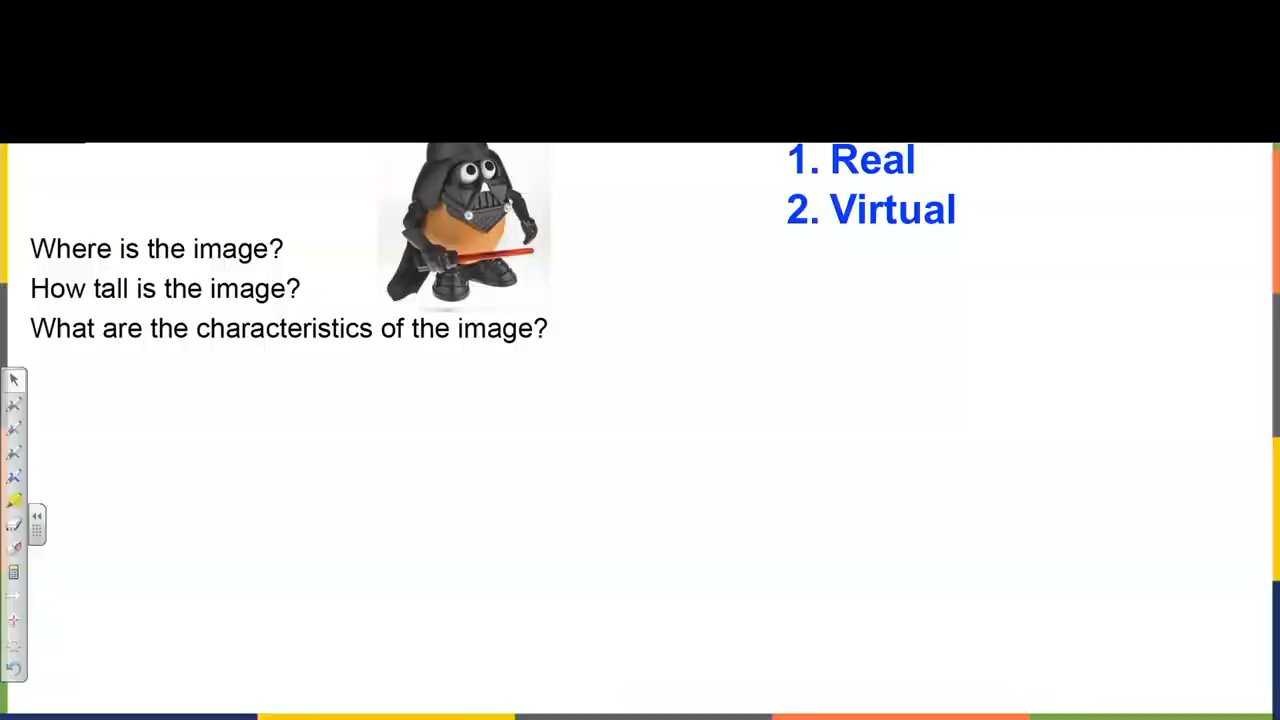 1. Real
2. Virtual
Where is the image?
How tall is the image?
What are the characteristics of the image?